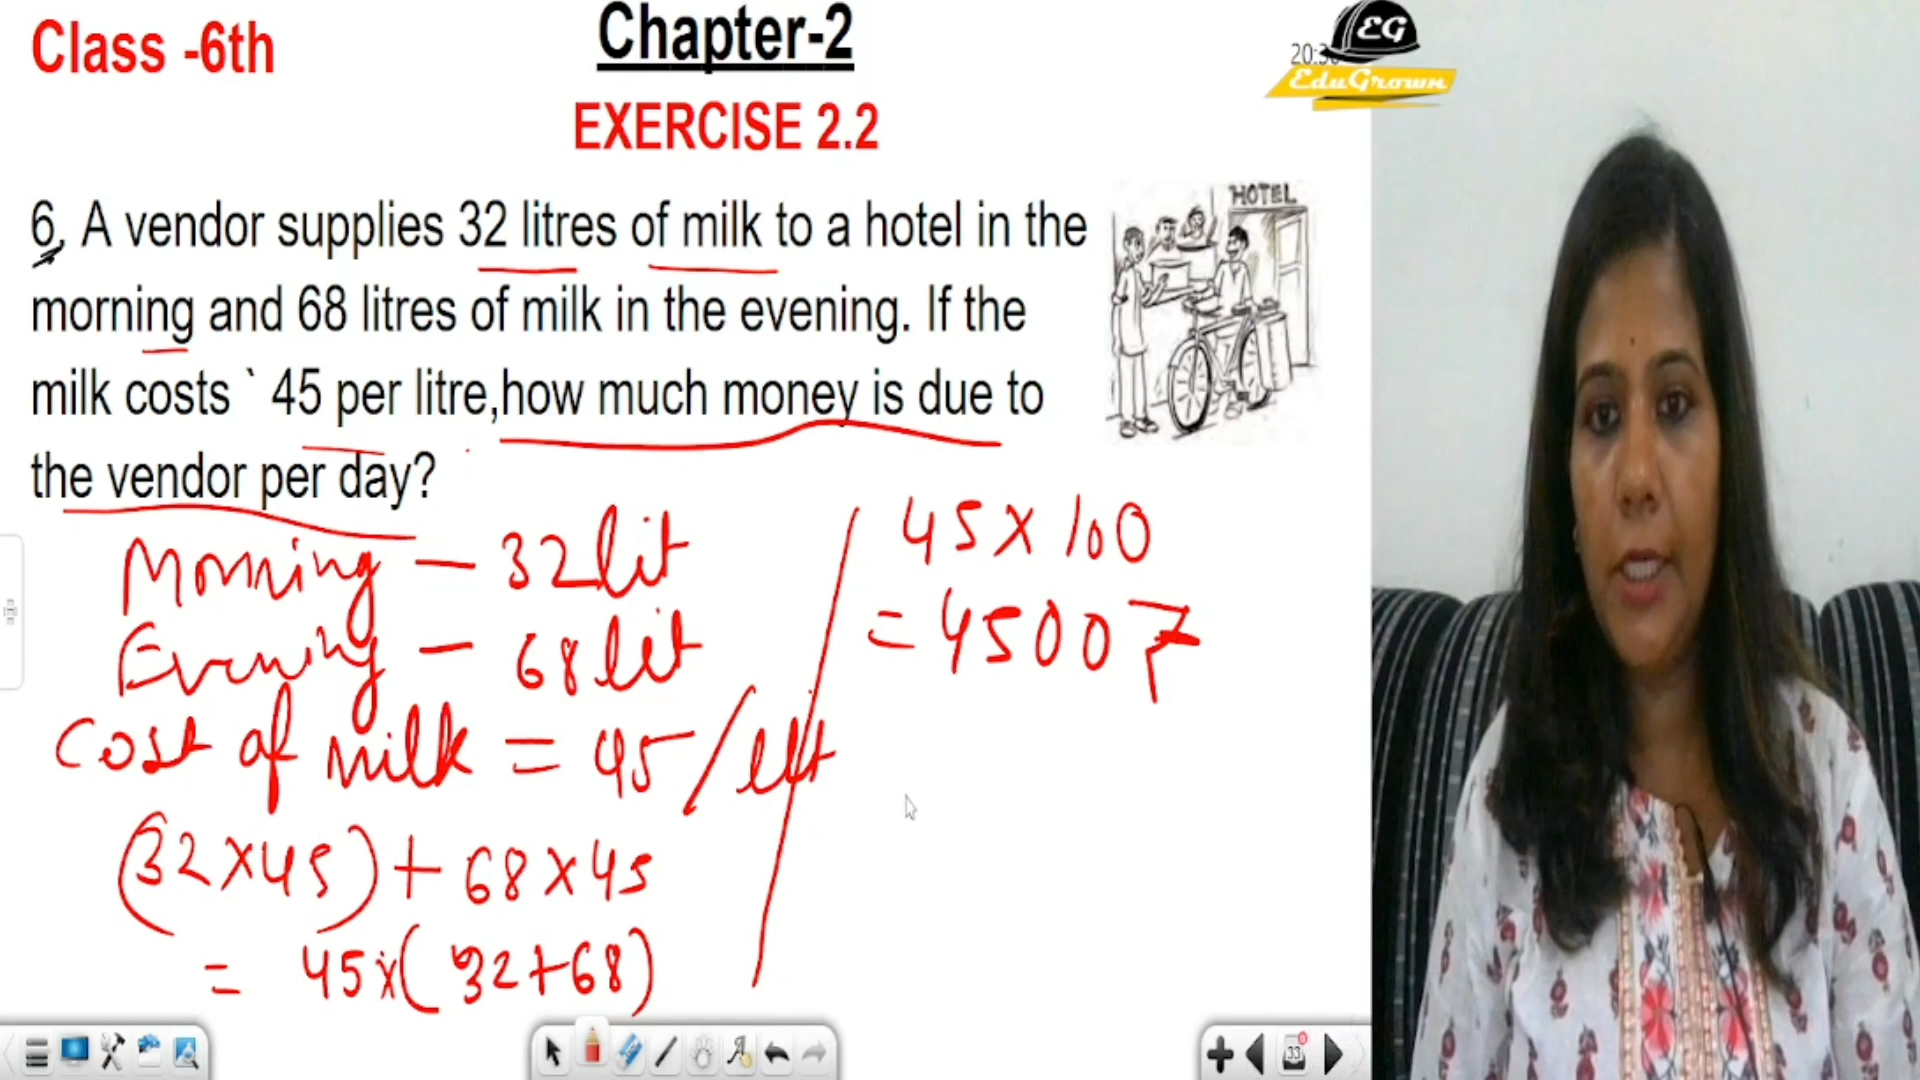 Class -6th
Chapter-2
EXERCISE 2.2
EG
EduGrown
6. A vendor supplies 32 litres of milk to a hotel in the
morning and 68 litres of milk in the evening. If the
milk costs ` 45 per litre,how much money is due to
the vendor per day?
HOTEL
Morning - 32 lit
Evening - 68 lit
Cost of milk = 45/lit
(32×45) + 68×45
= 45×(32+68)
45×100
= 4500 ₹
33